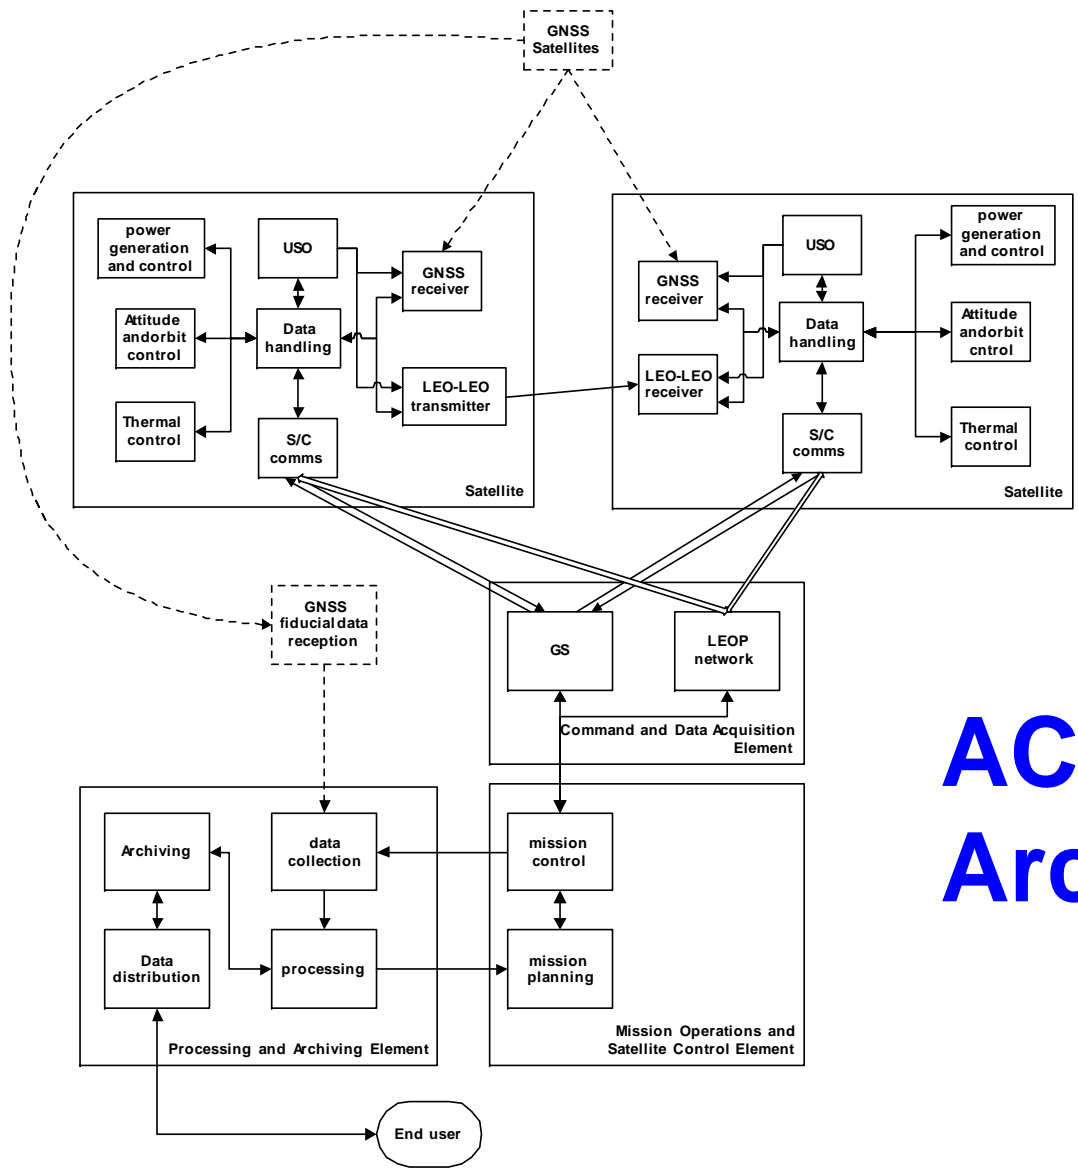 GNSS
Satellites
power
generation
and control
USO
GNSS
receiver
Attitude
andorbit
control
Data
handling
LEO-LEO
transmitter
Thermal
control
S/C
comms
Satellite
USO
power
generation
and control
GNSS
receiver
Data
handling
Attitude
andorbit
cntrol
LEO-LEO
receiver
S/C
comms
Thermal
control
Satellite
GNSS
fiducial data
reception
GS
LEOP
network
Command and Data Acquisition
Element
AC
Arc
Archiving
data
collection
mission
control
Data
distribution
processing
mission
planning
Processing and Archiving Element
Mission Operations and
Satellite Control Element
End user